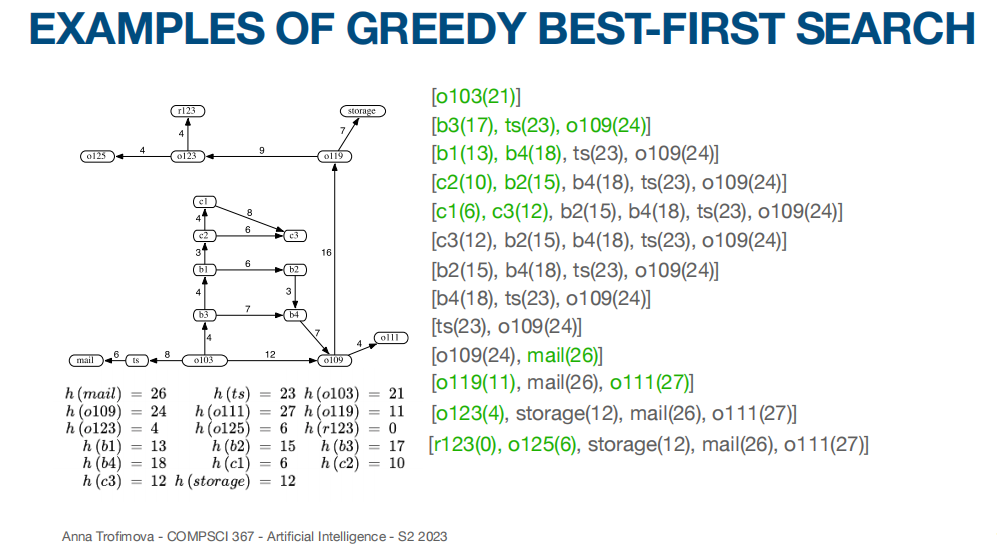 EXAMPLES OF GREEDY BEST-FIRST SEARCH
r123
storage
4
7
o125
4
o123
9
o119
c1
4
8
c2
6
c3
3
16
b1
6
b2
4
3
b3
7
b4
4
7
4
o111
mail
6
ts
8
o103
12
o109
h (mail) = 26 h (ts) = 23 h (o103) = 21
h (o109) = 24 h (o111) = 27 h (o119) = 11
h (o123) = 4 h (o125) = 6 h (r123) = 0
h (b1) = 13 h (b2) = 15 h (b3) = 17
h (b4) = 18 h (c1) = 6 h (c2) = 10
h (c3) = 12 h (storage) = 12
[o103(21)]
[b3(17), ts(23), o109(24)]
[b1(13), b4(18), ts(23), o109(24)]
[c2(10), b2(15), b4(18), ts(23), o109(24)]
[c1(6), c3(12), b2(15), b4(18), ts(23), o109(24)]
[c3(12), b2(15), b4(18), ts(23), o109(24)]
[b2(15), b4(18), ts(23), o109(24)]
[b4(18), ts(23), o109(24)]
[ts(23), o109(24)]
[o109(24), mail(26)]
[o119(11), mail(26), o111(27)]
[o123(4), storage(12), mail(26), o111(27)]
[r123(0), o125(6), storage(12), mail(26), o111(27)]
Anna Trofimova - COMPSCI 367 - Artificial Intelligence - S2 2023